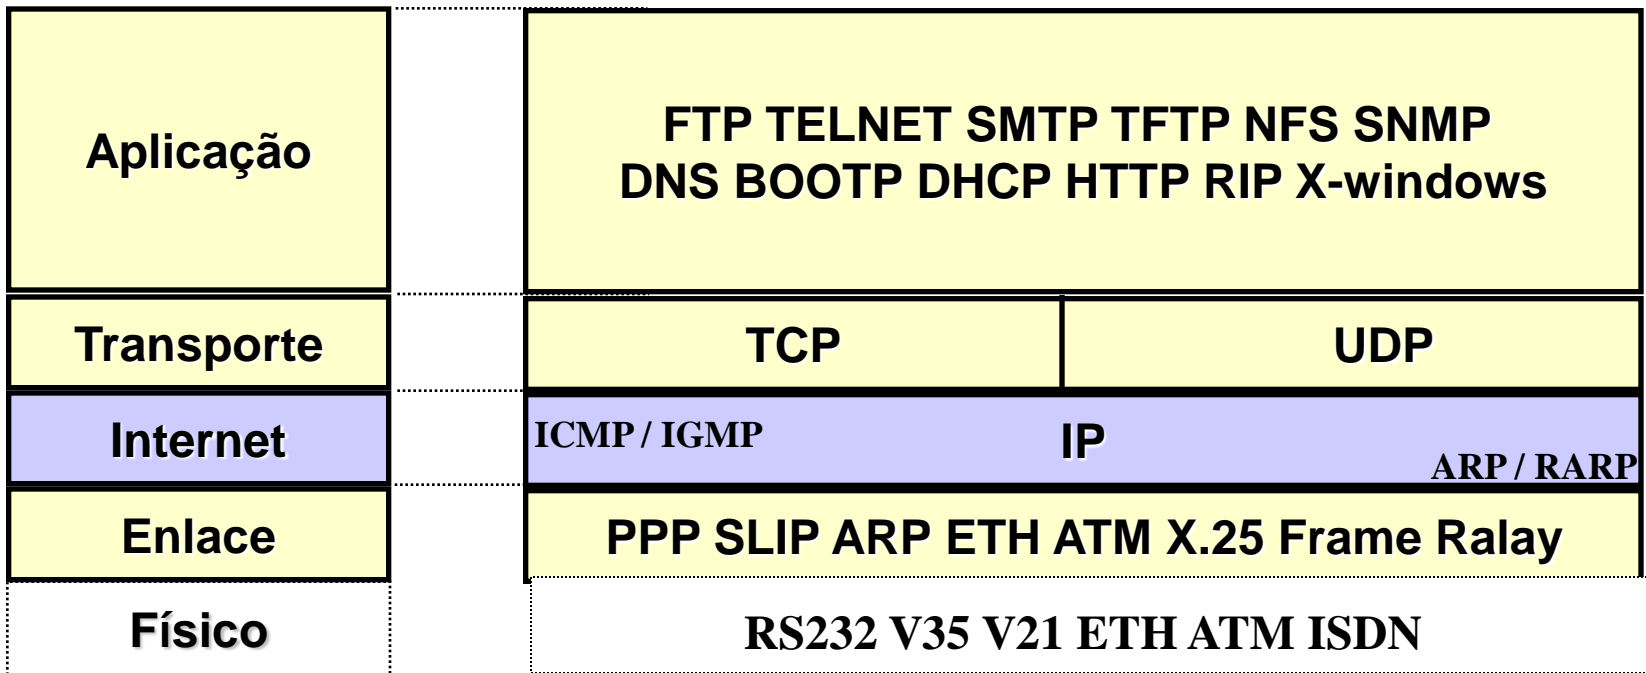 Aplicação
FTP TELNET SMTP TFTP NFS SNMP
DNS BOOTP DHCP HTTP RIP X-windows
Transporte
TCP
UDP
Internet
ICMP / IGMP
IP
ARP / RARP
Enlace
PPP SLIP ARP ETH ATM X.25 Frame Ralay
Físico
RS232 V35 V21 ETH ATM ISDN